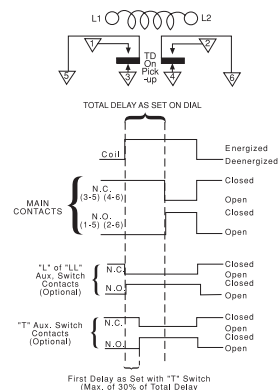 L1 L2
1 2
TD
On
Pick
-up
5 3 4 6
TOTAL DELAY AS SET ON DIAL
Coil
Energized
Deenergized
MAIN
CONTACTS
N.C.
(3-5) (4-6)
Closed
Open
N.O.
(1-5) (2-6)
Closed
Open
"L" of "LL"
Aux. Switch
Contacts
(Optional)
N.C.
Closed
Open
N.O.
Closed
Open
"T" Aux. Switch
Contacts
(Optional)
N.C.
Closed
Open
N.O.
Closed
Open
First Delay as Set with "T" Switch
(Max. of 30% of Total Delay